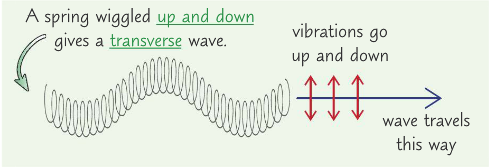 A spring wiggled up and down
gives a transverse wave.
vibrations go
up and down
wave travels
this way